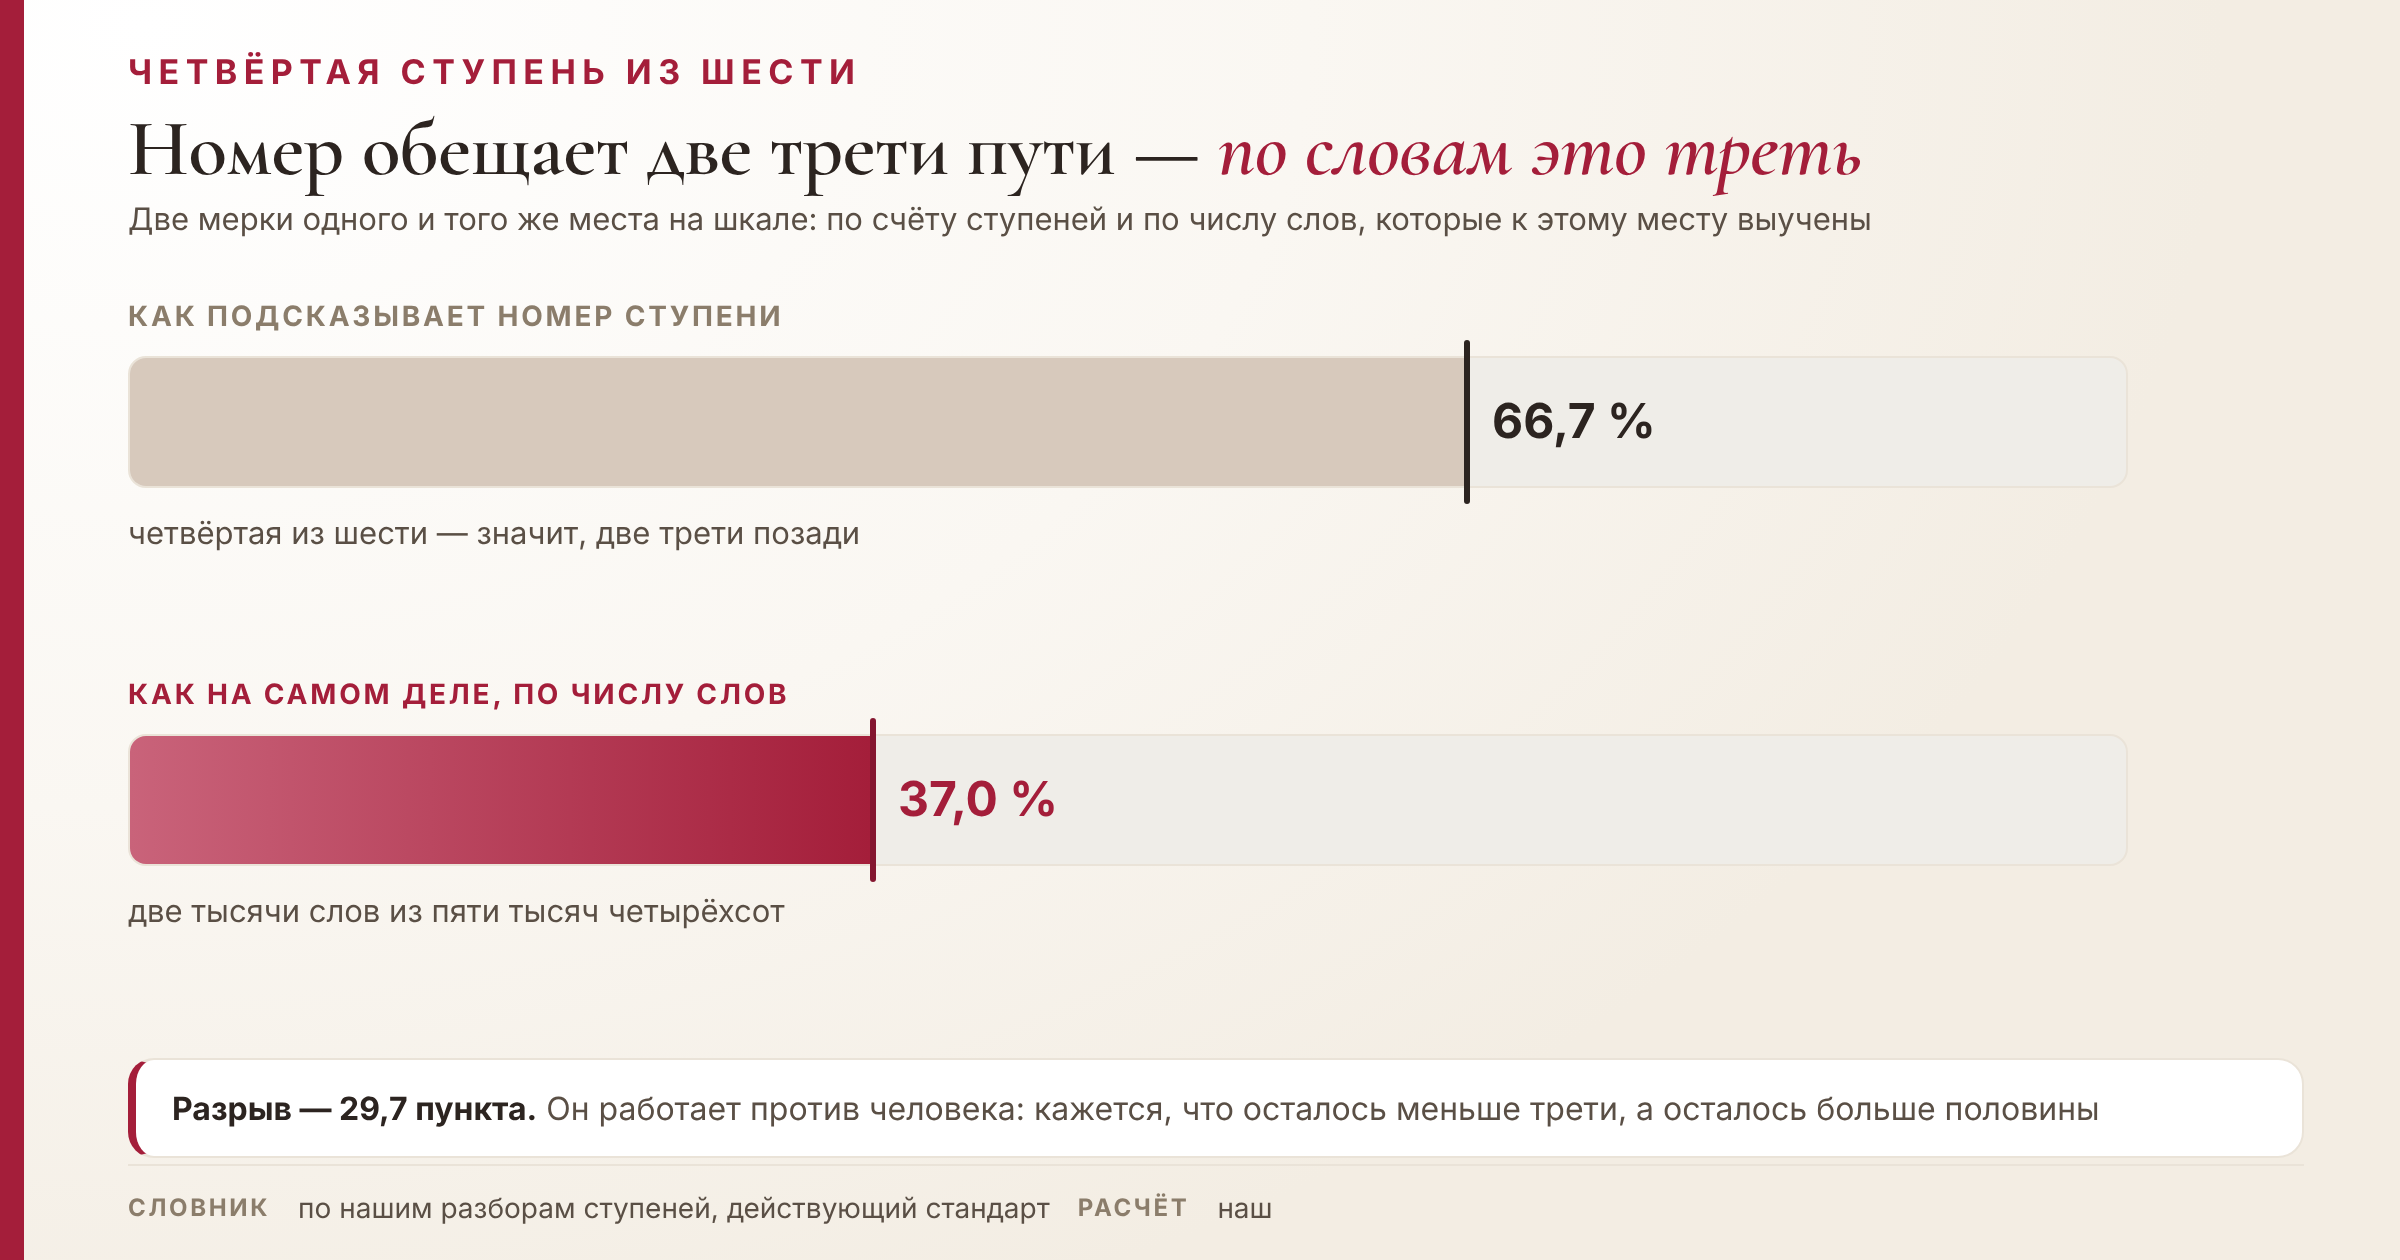 ЧЕТВЁРТАЯ СТУПЕНЬ ИЗ ШЕСТИ
Номер обещает две трети пути — по словам это треть
Две мерки одного и того же места на шкале: по счёту ступеней и по числу слов, которые к этому месту выучены
КАК ПОДСКАЗЫВАЕТ НОМЕР СТУПЕНИ
66,7 %
четвёртая из шести — значит, две трети позади
КАК НА САМОМ ДЕЛЕ, ПО ЧИСЛУ СЛОВ
37,0 %
две тысячи слов из пяти тысяч четырёхсот
Разрыв — 29,7 пункта. Он работает против человека: кажется, что осталось меньше трети, а осталось больше половины
СЛОВНИК по нашим разборам ступеней, действующий стандарт РАСЧЁТ наш